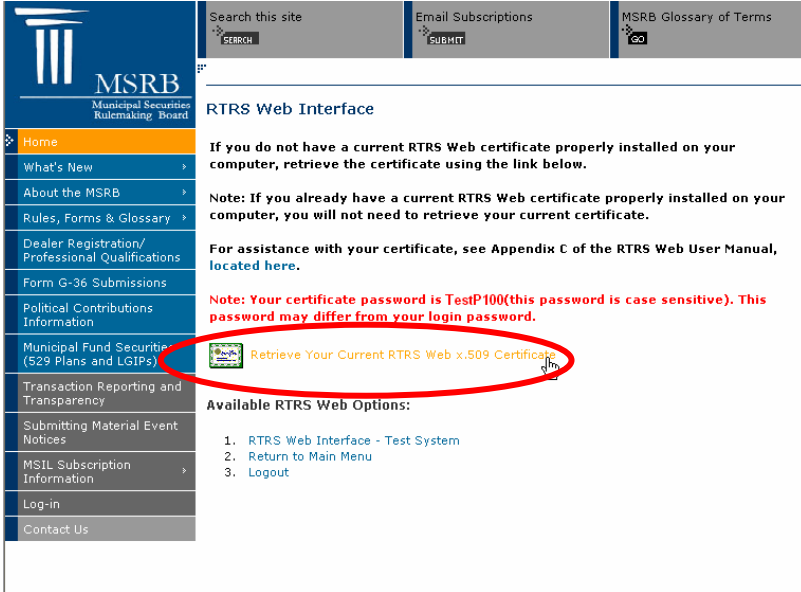 Search this site
SEARCH
Email Subscriptions
SUBMIT
MSRB Glossary of Terms
GO
MSRB
Municipal Securities
Rulemaking Board
Home
What's New
About the MSRB
Rules, Forms & Glossary
Dealer Registration/
Professional Qualifications
Form G-36 Submissions
Political Contributions
Information
Municipal Fund Securities
(529 Plans and LGIPs)
Transaction Reporting and
Transparency
Submitting Material Event
Notices
MSIL Subscription
Information
Log-in
Contact Us
RTRS Web Interface
If you do not have a current RTRS Web certificate properly installed on your
computer, retrieve the certificate using the link below.
Note: If you already have a current RTRS Web certificate properly installed on your
computer, you will not need to retrieve your current certificate.
For assistance with your certificate, see Appendix C of the RTRS Web User Manual,
located here.
Note: Your certificate password is TestP100(this password is case sensitive). This
password may differ from your login password.
Retrieve Your Current RTRS Web x.509 Certificate
Available RTRS Web Options:
1. RTRS Web Interface - Test System
2. Return to Main Menu
3. Logout